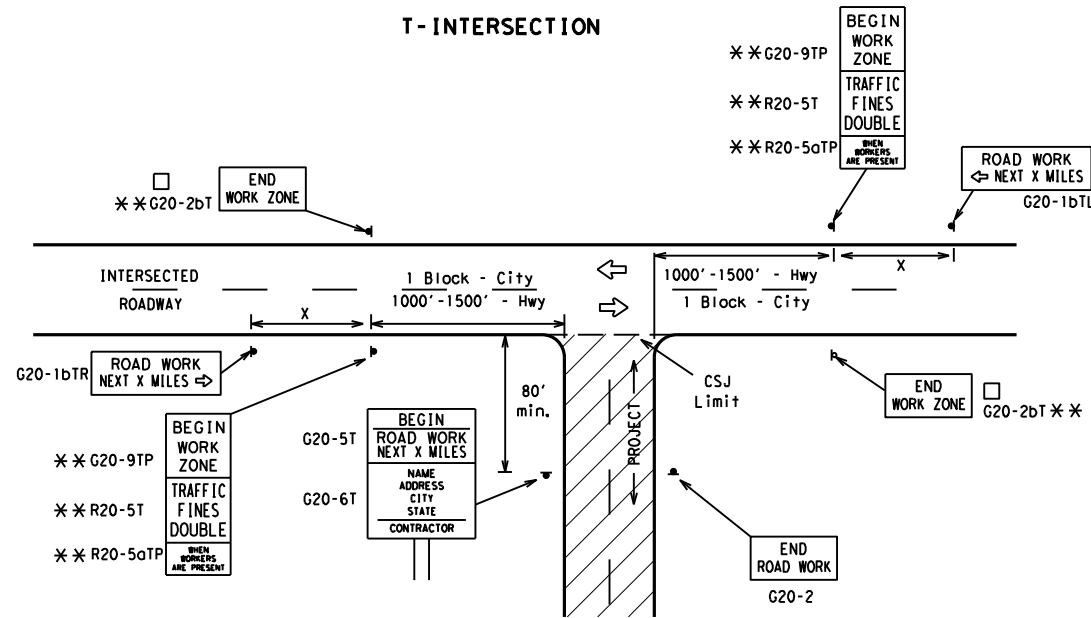 T-INTERSECTION
BEGIN
WORK
ZONE
TRAFFIC
FINES
DOUBLE
WHEN
WORKERS
ARE PRESENT
**G20-9TP
**R20-5T
**R20-5aTP
ROAD WORK
⇦ NEXT X MILES
G20-1bTL
□
**G20-2bT
END
WORK ZONE
INTERSECTED
ROADWAY
1 Block - City
1000'-1500' - Hwy
X
1000'-1500' - Hwy
1 Block - City
X
G20-1bTR
ROAD WORK
NEXT X MILES ⇨
80'
min.
CSJ
Limit
PROJECT
END
WORK ZONE
□
G20-2bT**
BEGIN
WORK
ZONE
TRAFFIC
FINES
DOUBLE
WHEN
WORKERS
ARE PRESENT
**G20-9TP
**R20-5T
**R20-5aTP
G20-5T
G20-6T
BEGIN
ROAD WORK
NEXT X MILES
NAME
ADDRESS
CITY
STATE
CONTRACTOR
END
ROAD WORK
G20-2